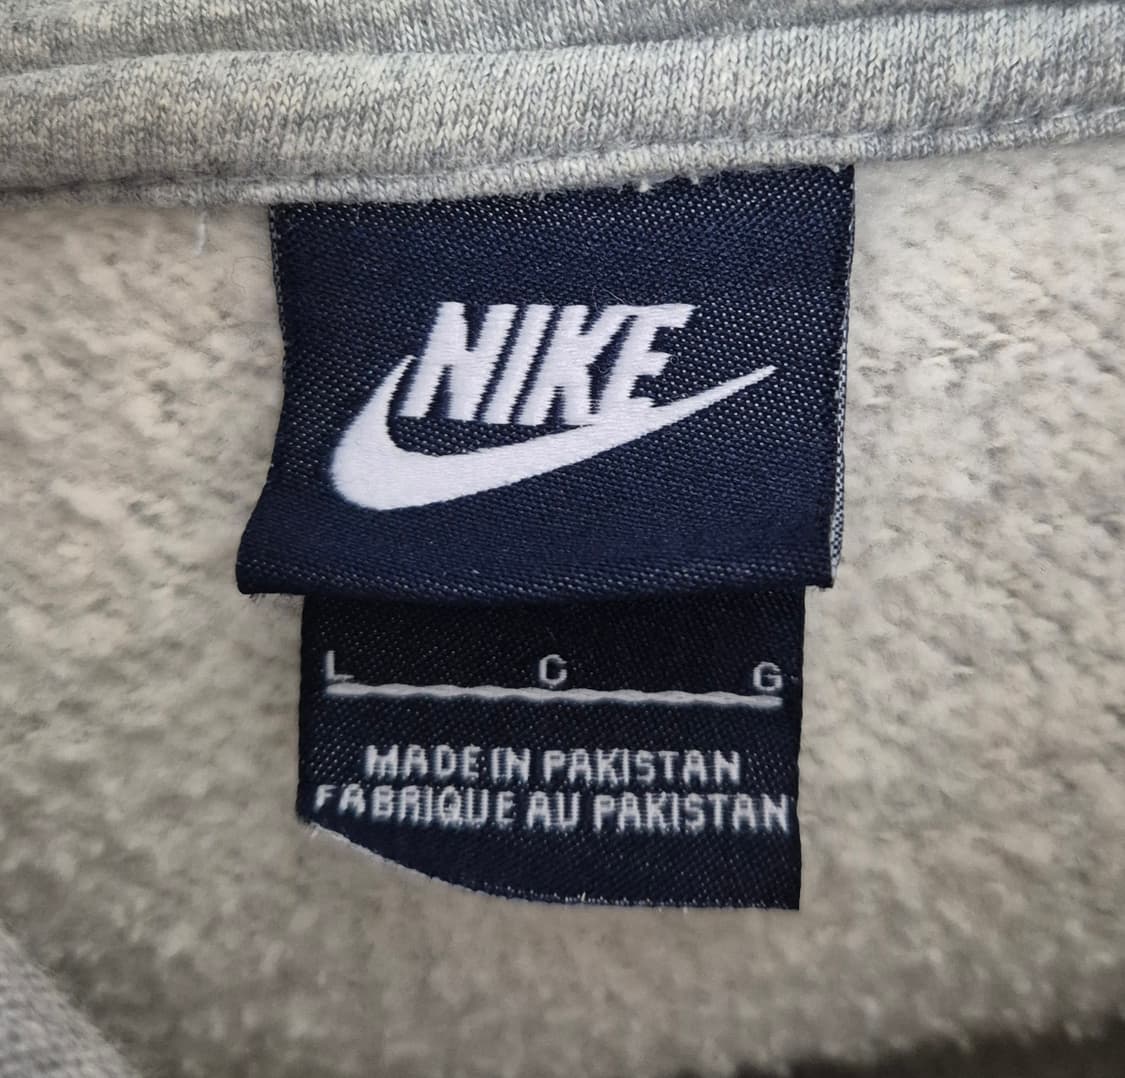 NIKE
L C G
MADE IN PAKISTAN
FABRIQUE AU PAKISTAN